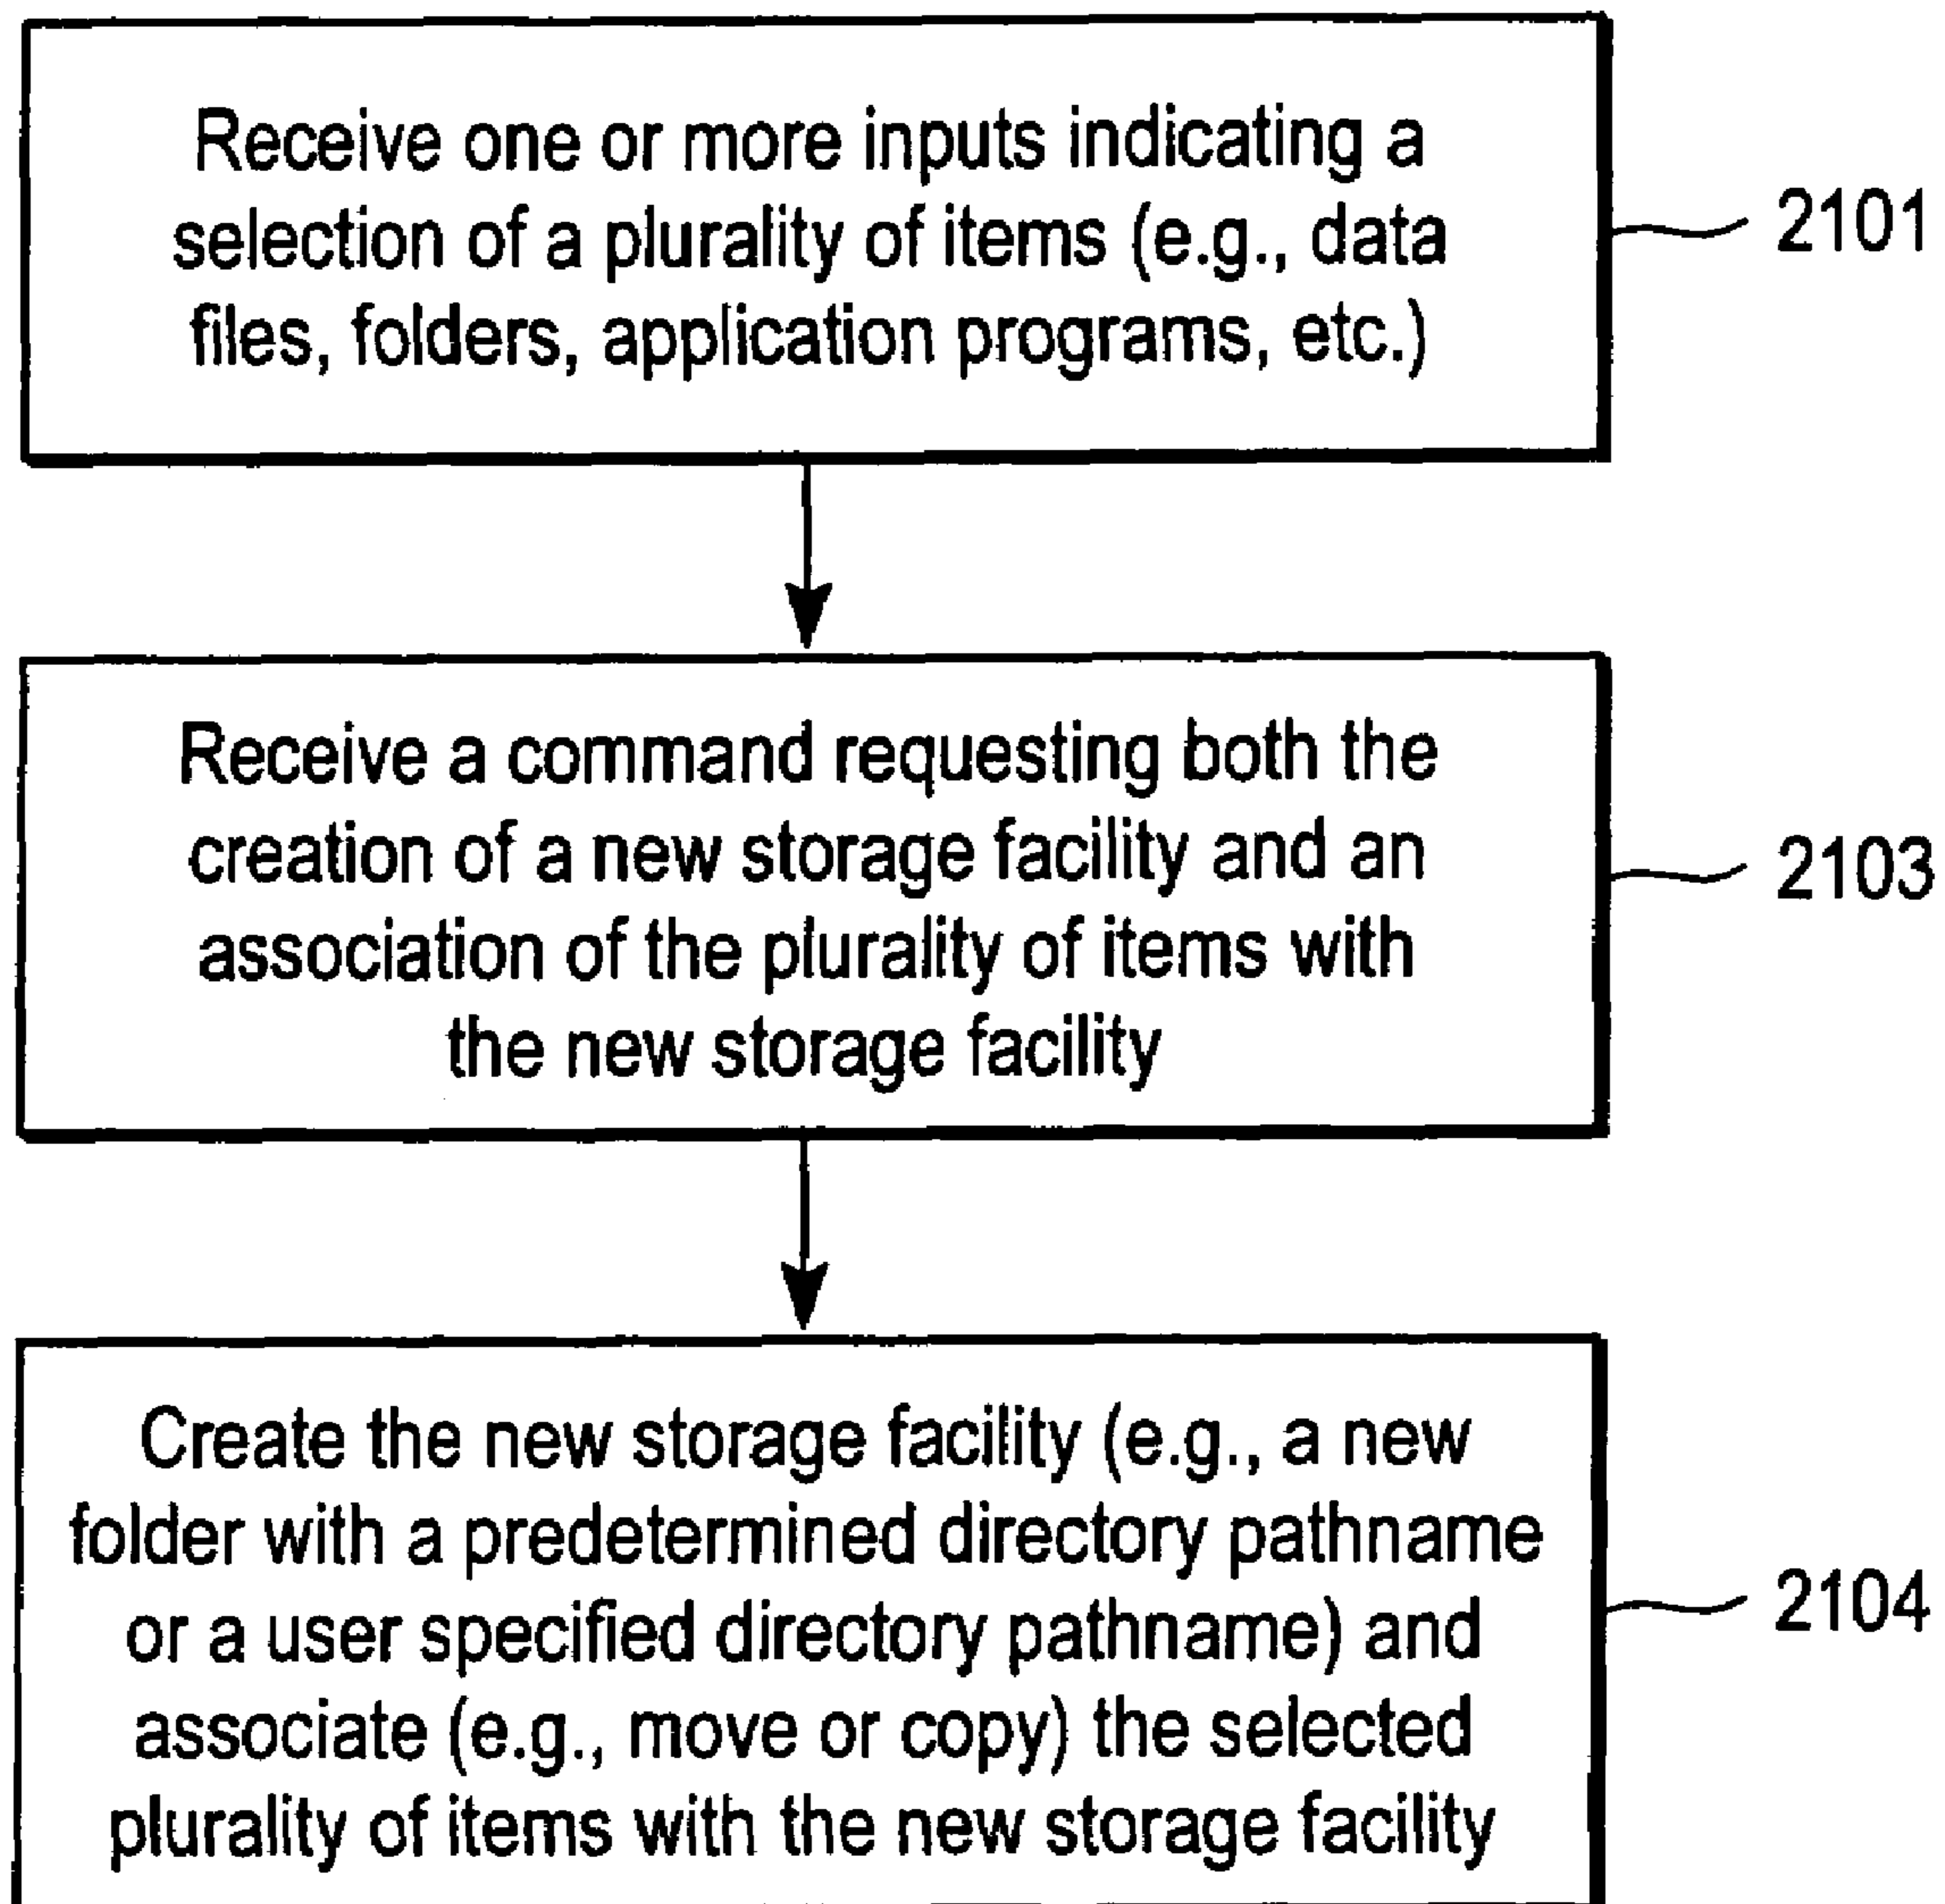 Receive one or more inputs indicating a
selection of a plurality of items (e.g., data
files, folders, application programs, etc.)
2101
Receive a command requesting both the
creation of a new storage facility and an
association of the plurality of items with
the new storage facility
2103
Create the new storage facility (e.g., a new
folder with a predetermined directory pathname
or a user specified directory pathname) and
associate (e.g., move or copy) the selected
plurality of items with the new storage facility
2104